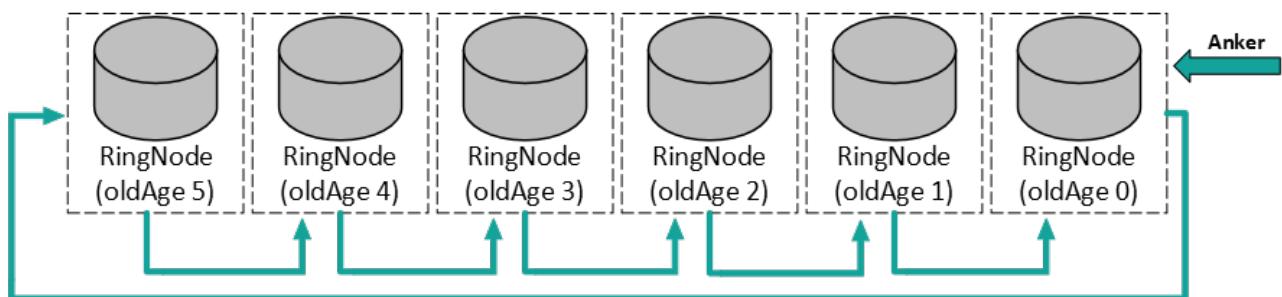 Anker
RingNode
(oldAge 5)
RingNode
(oldAge 4)
RingNode
(oldAge 3)
RingNode
(oldAge 2)
RingNode
(oldAge 1)
RingNode
(oldAge 0)